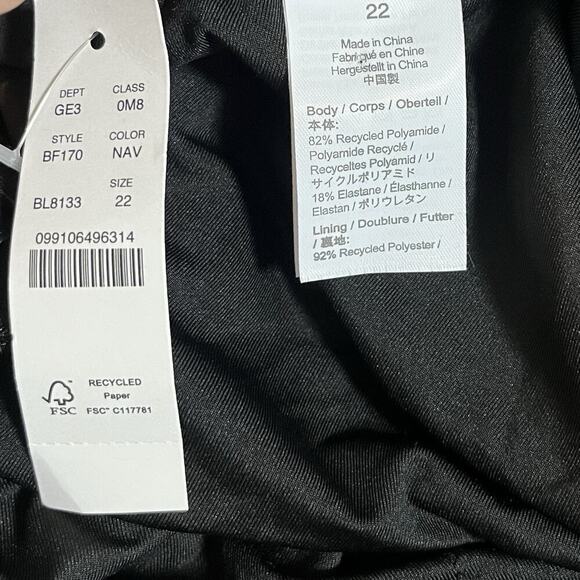 DEPT CLASS
GE3 0M8
STYLE COLOR
BF170 NAV
SIZE
BL8133 22
099106496314
FSC
RECYCLED
Paper
FSC™ C117781
22
Made in China
Fabriqué en Chine
Hergestellt in China
中国製
Body / Corps / Oberteil /
本体:
82% Recycled Polyamide /
Polyamide Recyclé /
Recyceltes Polyamid / リ
サイクルポリアミド
18% Elastane / Élasthanne /
Elastan / ポリウレタン
Lining / Doublure / Futter
/ 裏地:
92% Recycled Polyester /